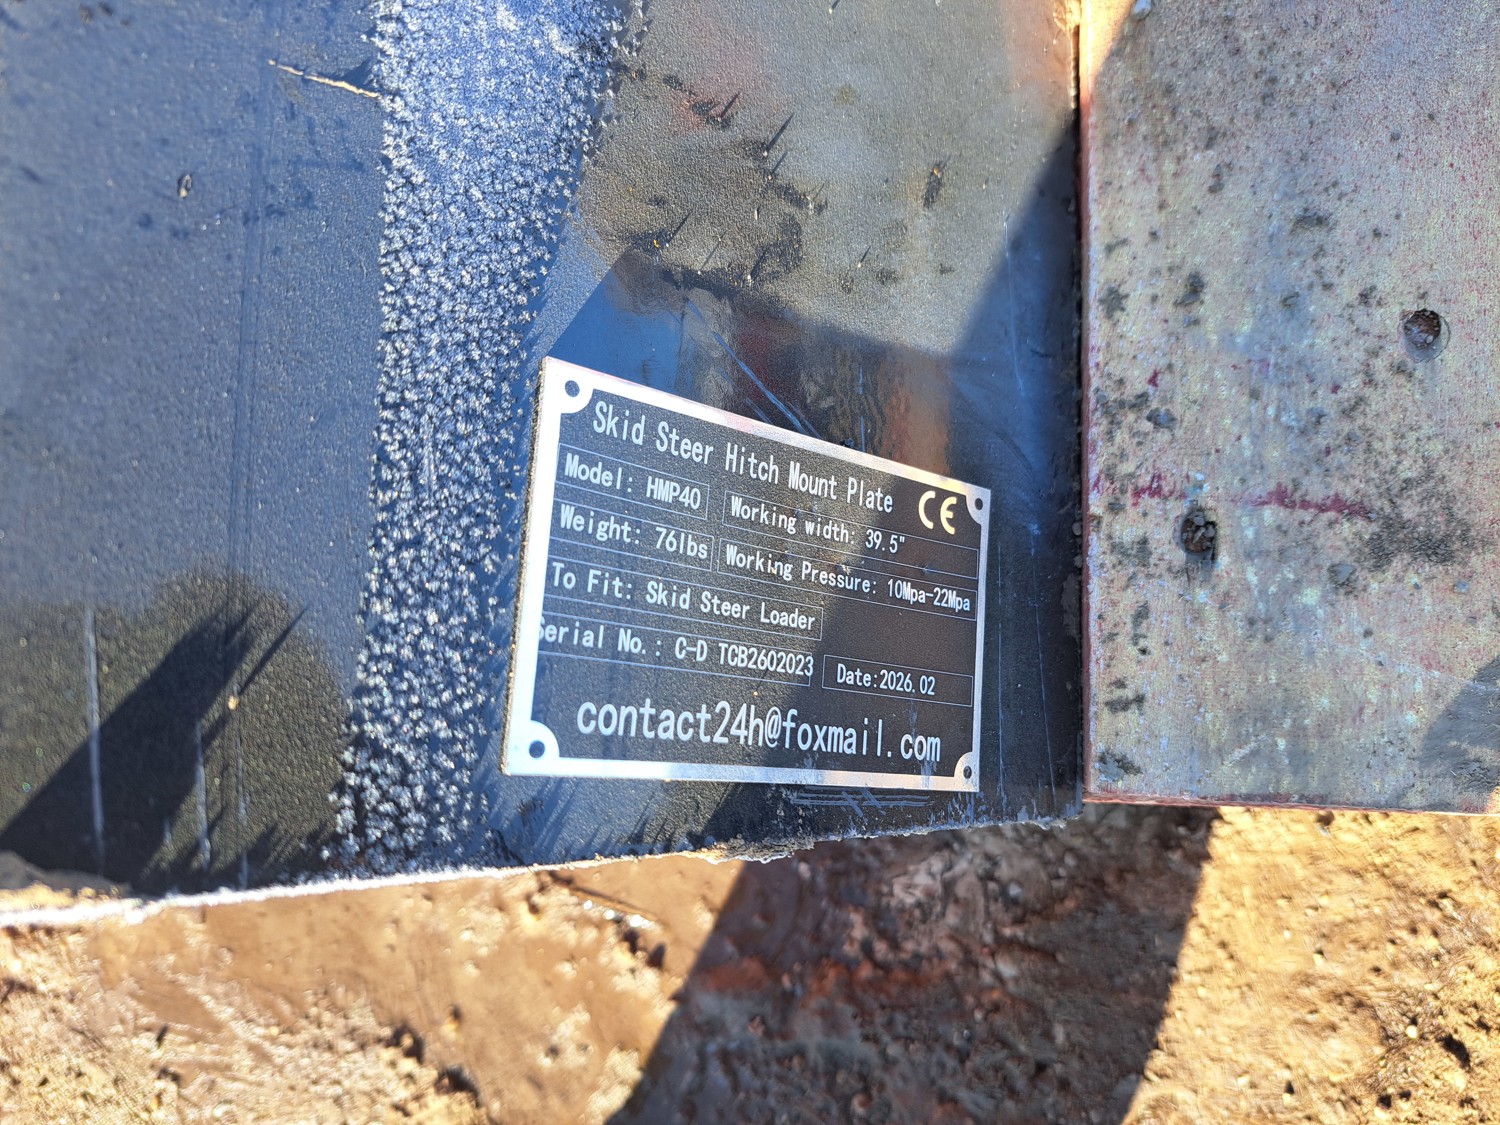 Skid Steer Hitch Mount Plate CE
Model: HMP40 Working width: 39.5"
Weight: 76lbs Working Pressure: 10Mpa-22Mpa
To Fit: Skid Steer Loader
Serial No.: C-D TCB2602023 Date:2026.02
contact24h@foxmail.com